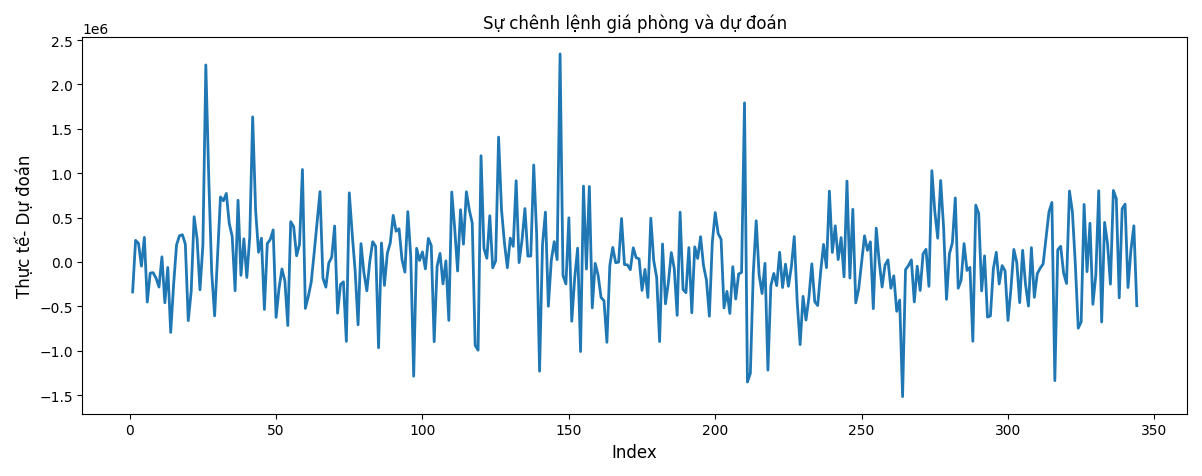 Sự chênh lệnh giá phòng và dự đoán
1e6
2.5
2.0
1.5
1.0
0.5
0.0
−0.5
−1.0
−1.5
Thực tế- Dự đoán
0 50 100 150 200 250 300 350
Index